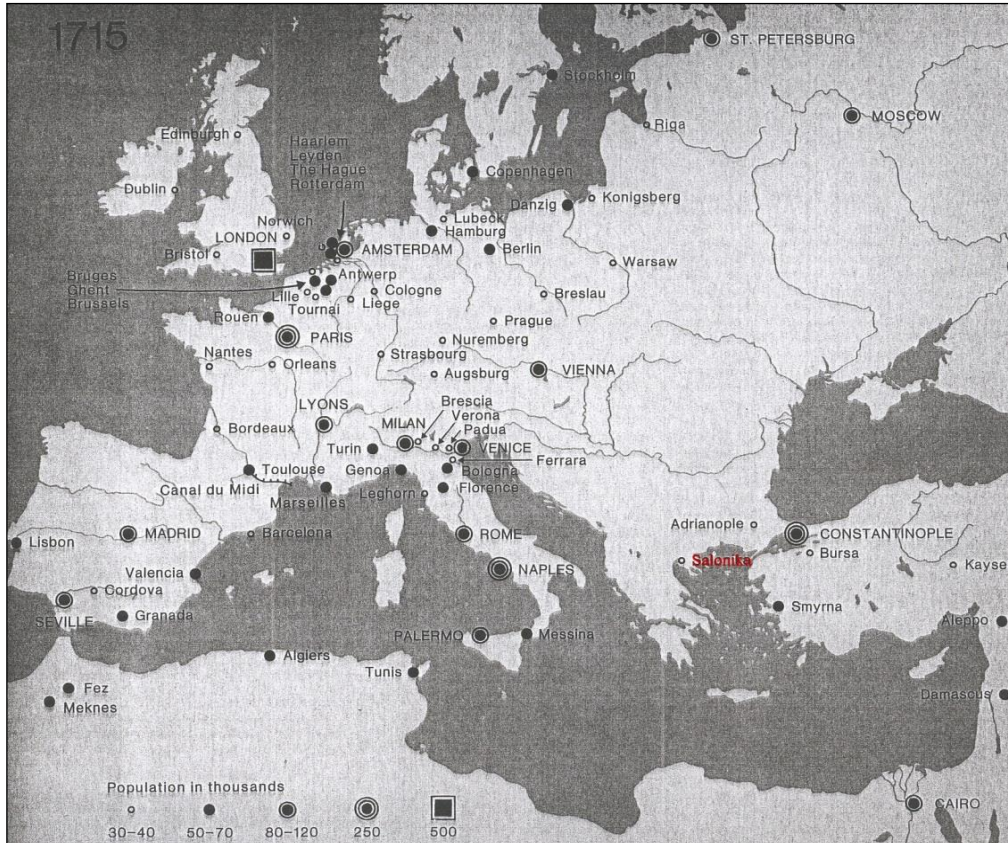 1715
ST. PETERSBURG
Stockholm
MOSCOW
Riga
Edinburgh
Haarlem
Leyden
The Hague
Rotterdam
Copenhagen
Dublin
Danzig
Konigsberg
Norwich
Lubeck
LONDON
Hamburg
AMSTERDAM
Berlin
Bristol
Warsaw
Bruges
Ghent
Brussels
Antwerp
Cologne
Breslau
Lille
Liege
Tournai
Rouen
Prague
PARIS
Nuremberg
Nantes
Strasbourg
Orleans
Augsburg
VIENNA
Brescia
LYONS
Verona
MILAN
Padua
Bordeaux
Turin
VENICE
Ferrara
Toulouse
Genoa
Bologna
Canal du Midi
Leghorn
Florence
Marseilles
Adrianople
MADRID
Barcelona
ROME
CONSTANTINOPLE
Lisbon
Bursa
Salonika
Kayse
Valencia
NAPLES
Cordova
Smyrna
SEVILLE
Granada
Aleppo
PALERMO
Messina
Algiers
Tunis
Fez
Damascus
Meknes
Population in thousands
CAIRO
30-40
50-70
80-120
250
500